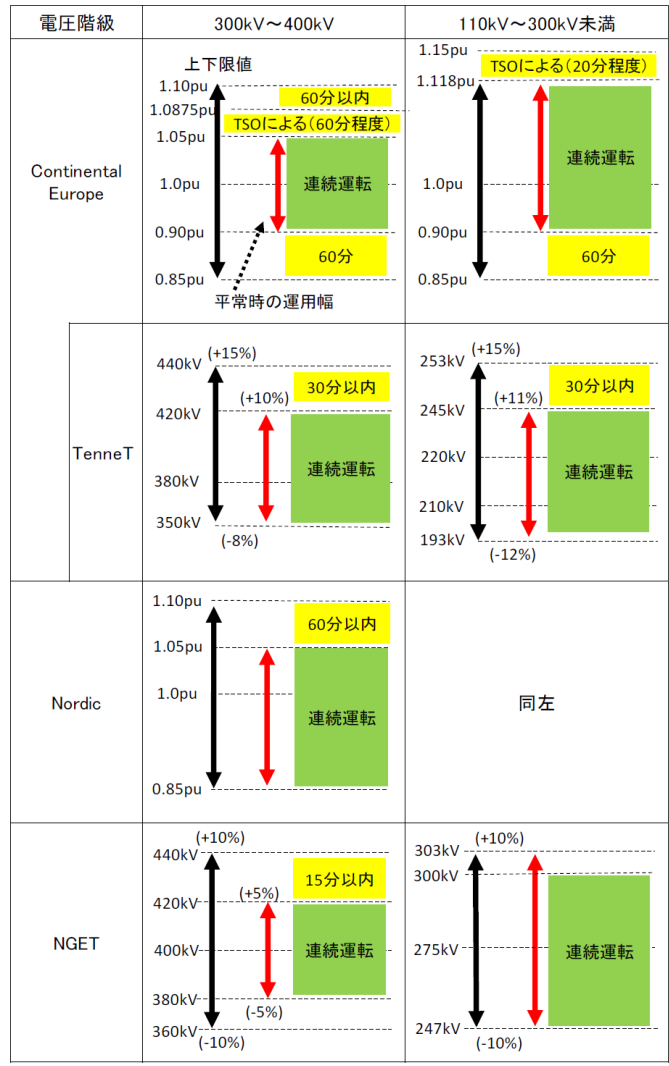 電圧階級
300kV～400kV
110kV～300kV未満
Continental
Europe
上下限値
1.10pu
1.0875pu
1.05pu
1.0pu
0.90pu
0.85pu
60分以内
TSOによる（60分程度）
連続運転
60分
平常時の運用幅
1.15pu
1.118pu
1.0pu
0.90pu
0.85pu
TSOによる（20分程度）
連続運転
60分
TenneT
440kV (+15%)
30分以内
420kV (+10%)
連続運転
380kV
350kV
(-8%)
(+15%)
253kV
30分以内
(+11%)
245kV
連続運転
220kV
210kV
193kV
(-12%)
Nordic
1.10pu
60分以内
1.05pu
1.0pu
連続運転
0.85pu
同左
NGET
(+10%)
440kV
15分以内
(+5%)
420kV
連続運転
400kV
380kV
(-5%)
360kV
(-10%)
(+10%)
303kV
300kV
275kV
連続運転
247kV
(-10%)